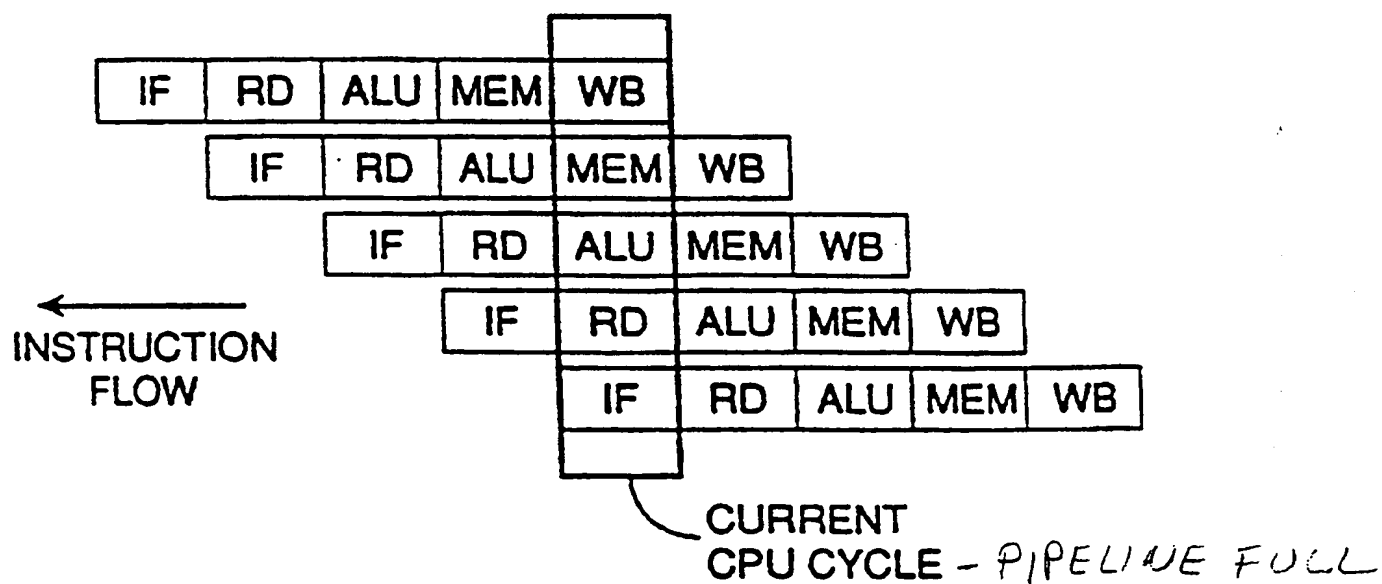 IF RD ALU MEM WB
IF RD ALU MEM WB
IF RD ALU MEM WB
IF RD ALU MEM WB
IF RD ALU MEM WB
INSTRUCTION
FLOW
CURRENT
CPU CYCLE - PIPELINE FULL